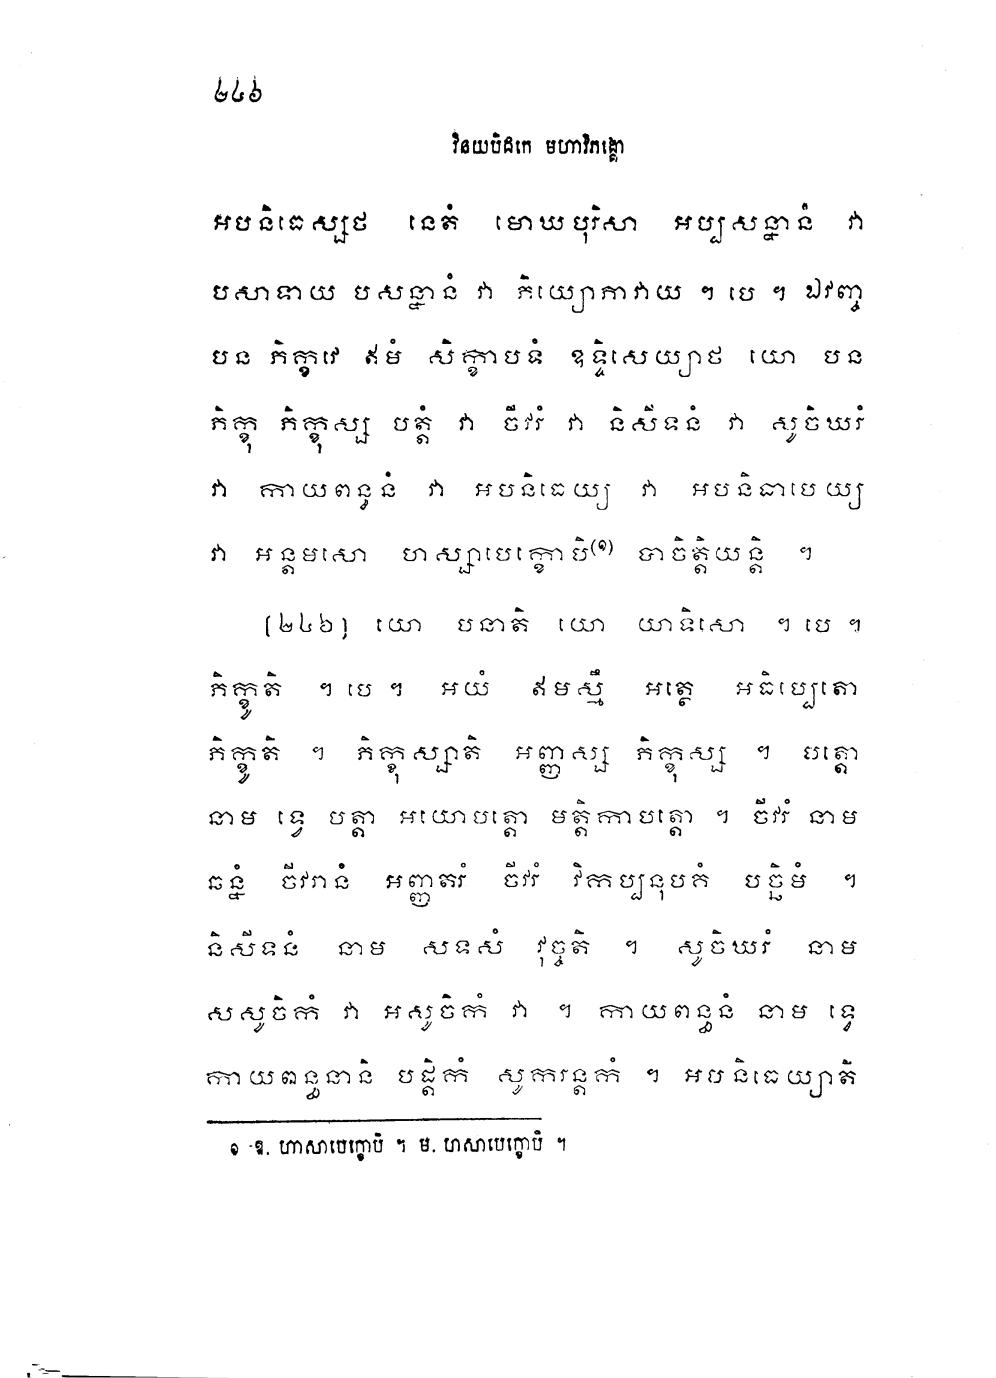 ២៤៦
វិនយបិដកេ មហាវិភង្គោ
អបនិធេស្សថ នេតំ មោឃបុរិសា អប្បសន្នានំ វា
បសាទាយ បសន្នានំ វា ភិយ្យោភាវាយ ។ បេ ។ ឯវញ្ច
បន ភិក្ខវេ ឥមំ សិក្ខាបទំ ឧទ្ទិសេយ្យាថ យោ បន
ភិក្ខុ ភិក្ខុស្ស បត្តំ វា ចីវរំ វា និសីទនំ វា សូចិឃរំ
វា កាយពន្ធនំ វា អបនិធេយ្យ វា អបនិធាបេយ្យ
វា អន្តមសោ ហស្សាបេក្ខោបិ(១) បាចិត្តិយន្តិ ។
[២៤៦] យោ បនាតិ យោ យាទិសោ ។ បេ ។
ភិក្ខូតិ ។ បេ ។ អយំ ឥមស្មឹ អត្ថេ អធិប្បេតោ
ភិក្ខូតិ ។ ភិក្ខុស្សាតិ អញ្ញស្ស ភិក្ខុស្ស ។ បត្តោ
នាម ទ្វេ បត្តា អយោបត្តោ មត្តិកាបត្តោ ។ ចីវរំ នាម
ឆន្នំ ចីវរានំ អញ្ញតរំ ចីវរំ វិកប្បនុបគំ បច្ឆិមំ ។
និសីទនំ នាម សទសំ វុច្ចតិ ។ សូចិឃរំ នាម
សសូចិកំ វា អសូចិកំ វា ។ កាយពន្ធនំ នាម ទ្វេ
កាយពន្ធនានិ បដ្តិកំ សូករន្តកំ ។ អបនិធេយ្យាតិ
១ ឱ. ហាសាបេក្ខោបិ ។ ម. ហសាបេក្ខោបិ ។